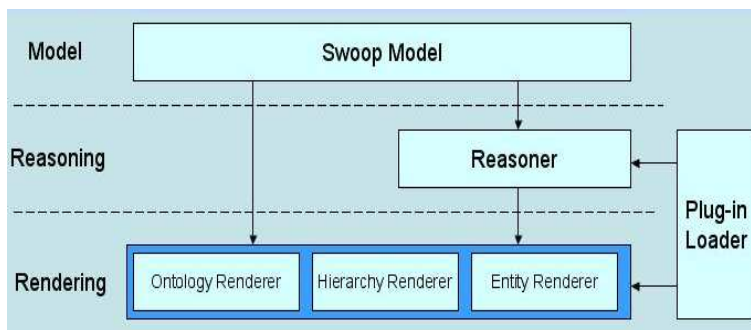 Model
Swoop Model
Reasoning
Reasoner
Plug-in
Loader
Rendering
Ontology Renderer
Hierarchy Renderer
Entity Renderer